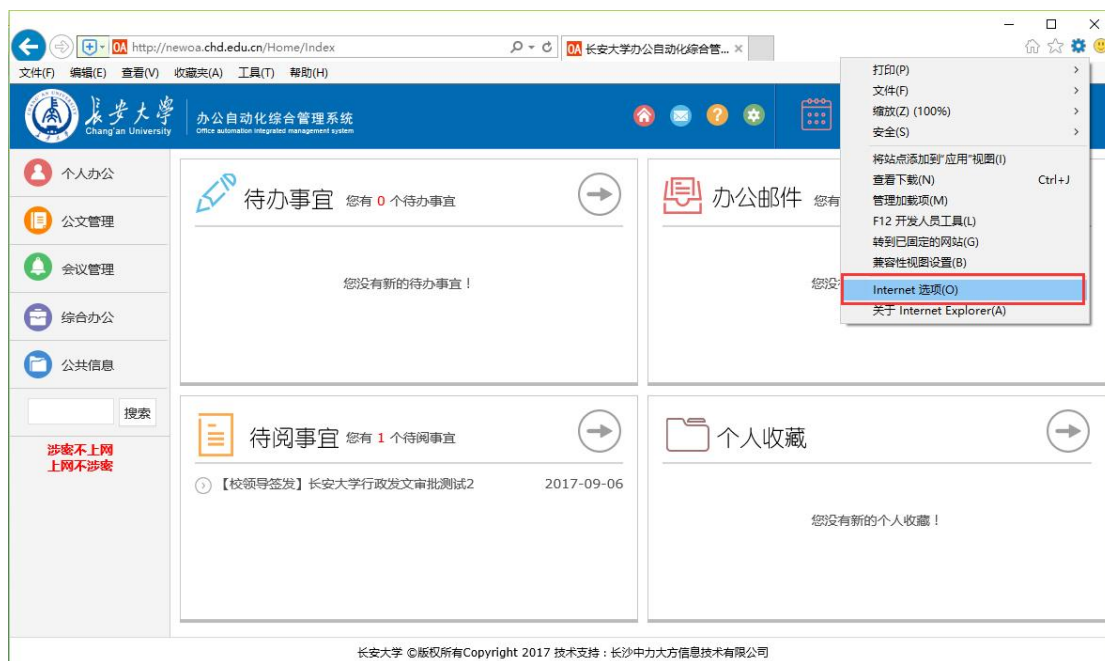 http://newoa.chd.edu.cn/Home/Index
长安大学办公自动化综合管...
文件(F) 编辑(E) 查看(V) 收藏夹(A) 工具(T) 帮助(H)
长安大学
Chang'an University
办公自动化综合管理系统
Office automation integrated management system
打印(P)
文件(F)
缩放(Z) (100%)
安全(S)
将站点添加到"应用"视图(I)
查看下载(N) Ctrl+J
管理加载项(M)
F12 开发人员工具(L)
转到已固定的网站(G)
兼容性视图设置(B)
Internet 选项(O)
关于 Internet Explorer(A)
个人办公
公文管理
会议管理
综合办公
公共信息
搜索
涉密不上网
上网不涉密
待办事宜 您有 0 个待办事宜
您没有新的待办事宜！
办公邮件 您有
您没
待阅事宜 您有 1 个待阅事宜
【校领导签发】长安大学行政发文审批测试2 2017-09-06
个人收藏
您没有新的个人收藏！
长安大学 ©版权所有Copyright 2017 技术支持：长沙中力大方信息技术有限公司